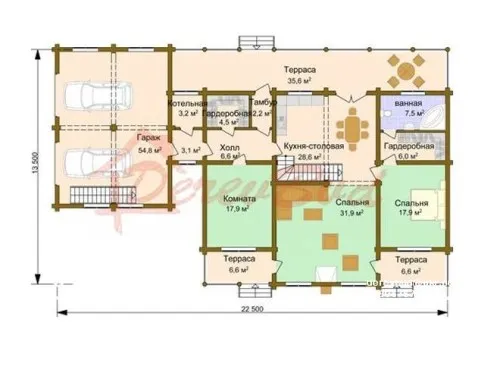 Терраса
35,6 м²
Котельная
3,2 м²
Гардеробная
4,5 м²
Тамбур
2,2 м²
ванная
7,5 м²
Гараж
54,8 м²
3,1 м²
Холл
6,6 м²
Кухня-столовая
28,6 м²
Гардеробная
6,0 м²
Комната
17,9 м²
Спальня
31,9 м²
Спальня
17,9 м²
Терраса
6,6 м²
Терраса
6,6 м²
13 500
22 500